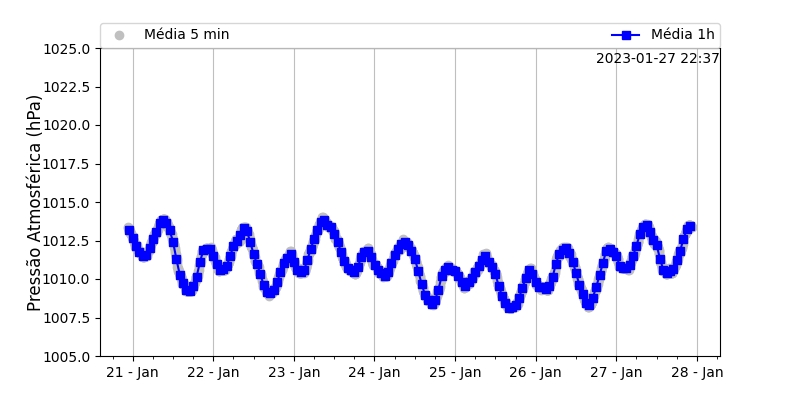 Média 5 min
Média 1h
2023-01-27 22:37
Pressão Atmosférica (hPa)
1025.0
1022.5
1020.0
1017.5
1015.0
1012.5
1010.0
1007.5
1005.0
21 - Jan
22 - Jan
23 - Jan
24 - Jan
25 - Jan
26 - Jan
27 - Jan
28 - Jan